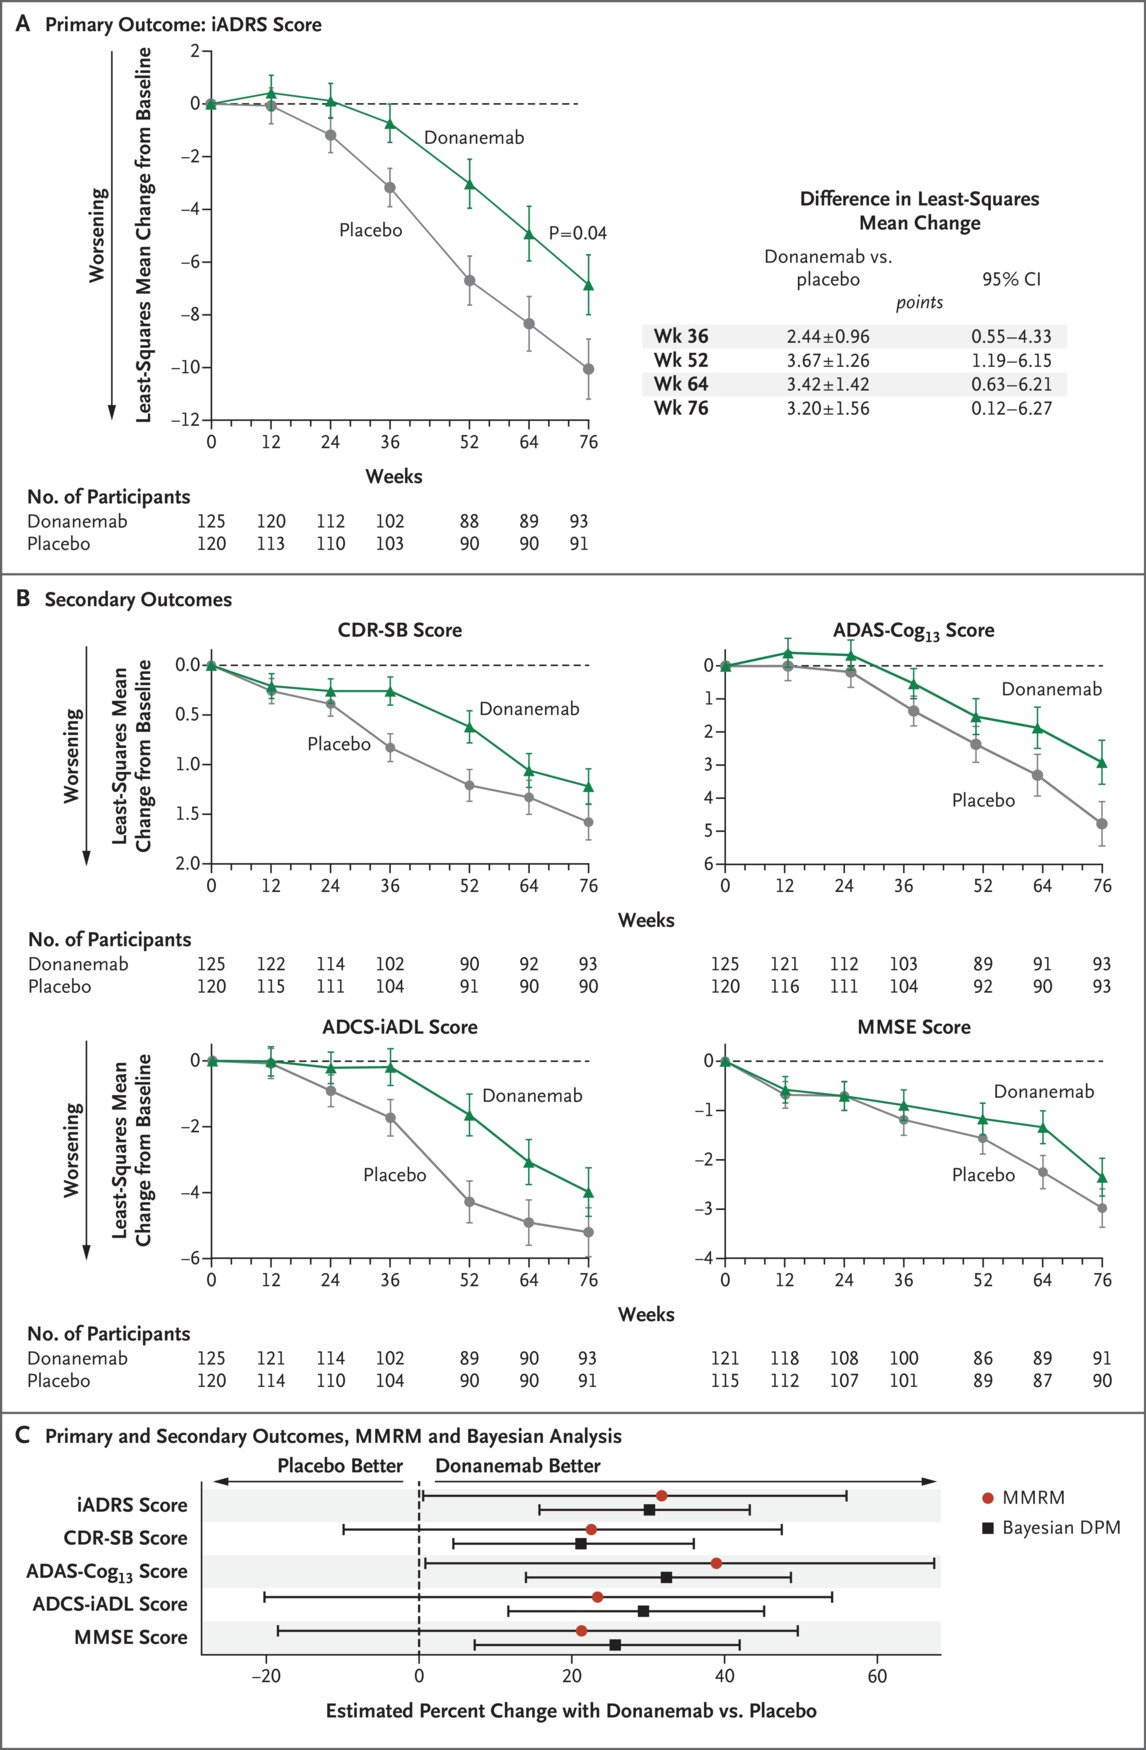 A Primary Outcome: iADRS Score
Worsening
Least-Squares Mean Change from Baseline
2
0
−2
−4
−6
−8
−10
−12
Donanemab
Placebo
P=0.04
0 12 24 36 52 64 76
Weeks
Difference in Least-Squares
Mean Change
Donanemab vs.
placebo
95% CI
points
Wk 36 2.44±0.96 0.55–4.33
Wk 52 3.67±1.26 1.19–6.15
Wk 64 3.42±1.42 0.63–6.21
Wk 76 3.20±1.56 0.12–6.27
No. of Participants
Donanemab 125 120 112 102 88 89 93
Placebo 120 113 110 103 90 90 91
B Secondary Outcomes
CDR-SB Score
Worsening
Least-Squares Mean
Change from Baseline
0.0
0.5
1.0
1.5
2.0
Donanemab
Placebo
0 12 24 36 52 64 76
ADAS-Cog13 Score
0
1
2
3
4
5
6
Donanemab
Placebo
0 12 24 36 52 64 76
Weeks
No. of Participants
Donanemab 125 122 114 102 90 92 93 125 121 112 103 89 91 93
Placebo 120 115 111 104 91 90 90 120 116 111 104 92 90 93
ADCS-iADL Score
Worsening
Least-Squares Mean
Change from Baseline
0
−2
−4
−6
Donanemab
Placebo
0 12 24 36 52 64 76
MMSE Score
0
−1
−2
−3
−4
Donanemab
Placebo
0 12 24 36 52 64 76
Weeks
No. of Participants
Donanemab 125 121 114 102 89 90 93 121 118 108 100 86 89 91
Placebo 120 114 110 104 90 90 91 115 112 107 101 89 87 90
C Primary and Secondary Outcomes, MMRM and Bayesian Analysis
Placebo Better Donanemab Better
iADRS Score
CDR-SB Score
ADAS-Cog13 Score
ADCS-iADL Score
MMSE Score
MMRM
Bayesian DPM
−20 0 20 40 60
Estimated Percent Change with Donanemab vs. Placebo